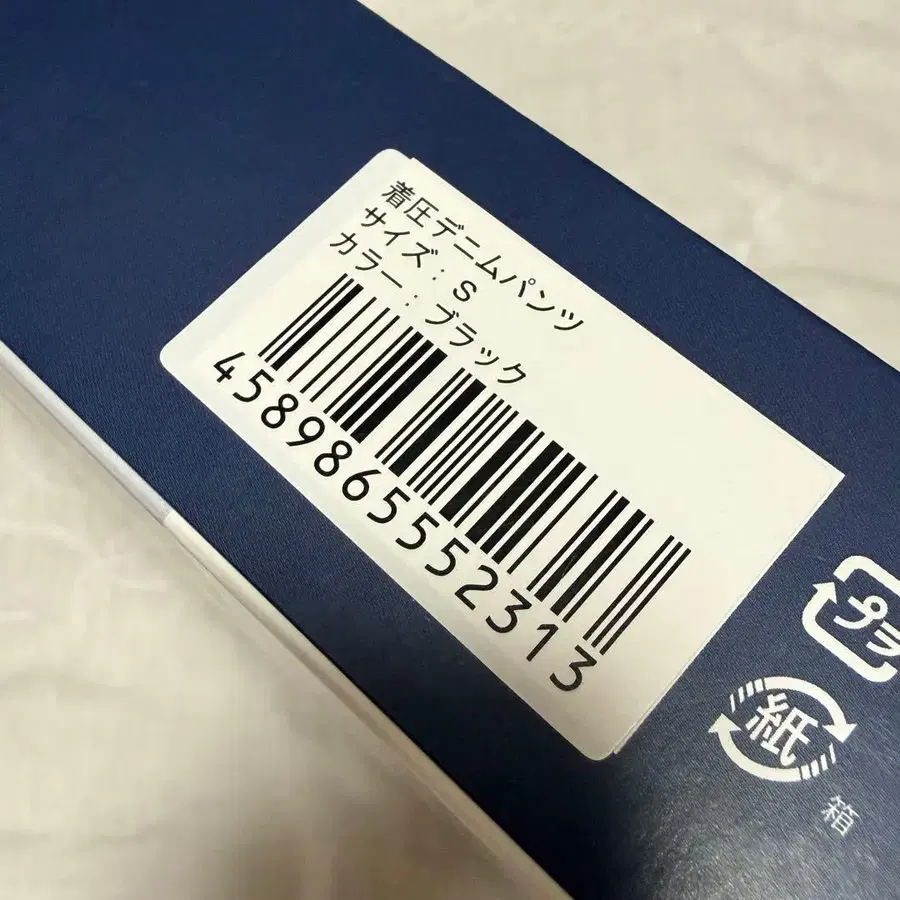 着圧デニムパンツ
サイズ：S
カラー：ブラック
4589865552313
プラ
紙
箱